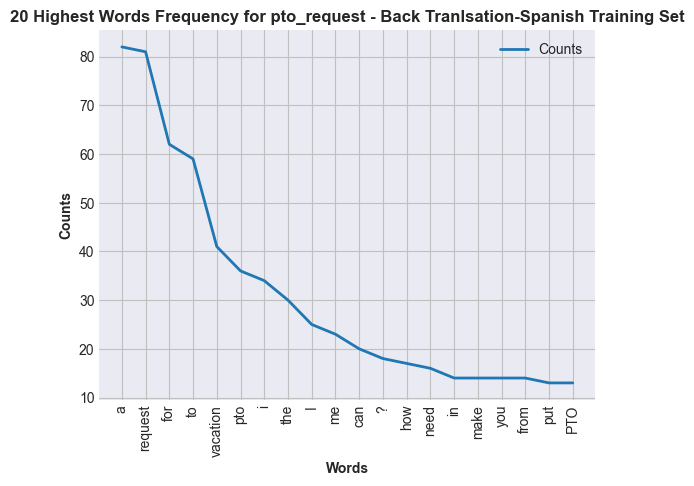 20 Highest Words Frequency for pto_request - Back Tranlsation-Spanish Training Set
Counts
80
70
60
50
40
30
20
10
Counts
a
request
for
to
vacation
pto
i
the
I
me
can
?
how
need
in
make
you
from
put
PTO
Words